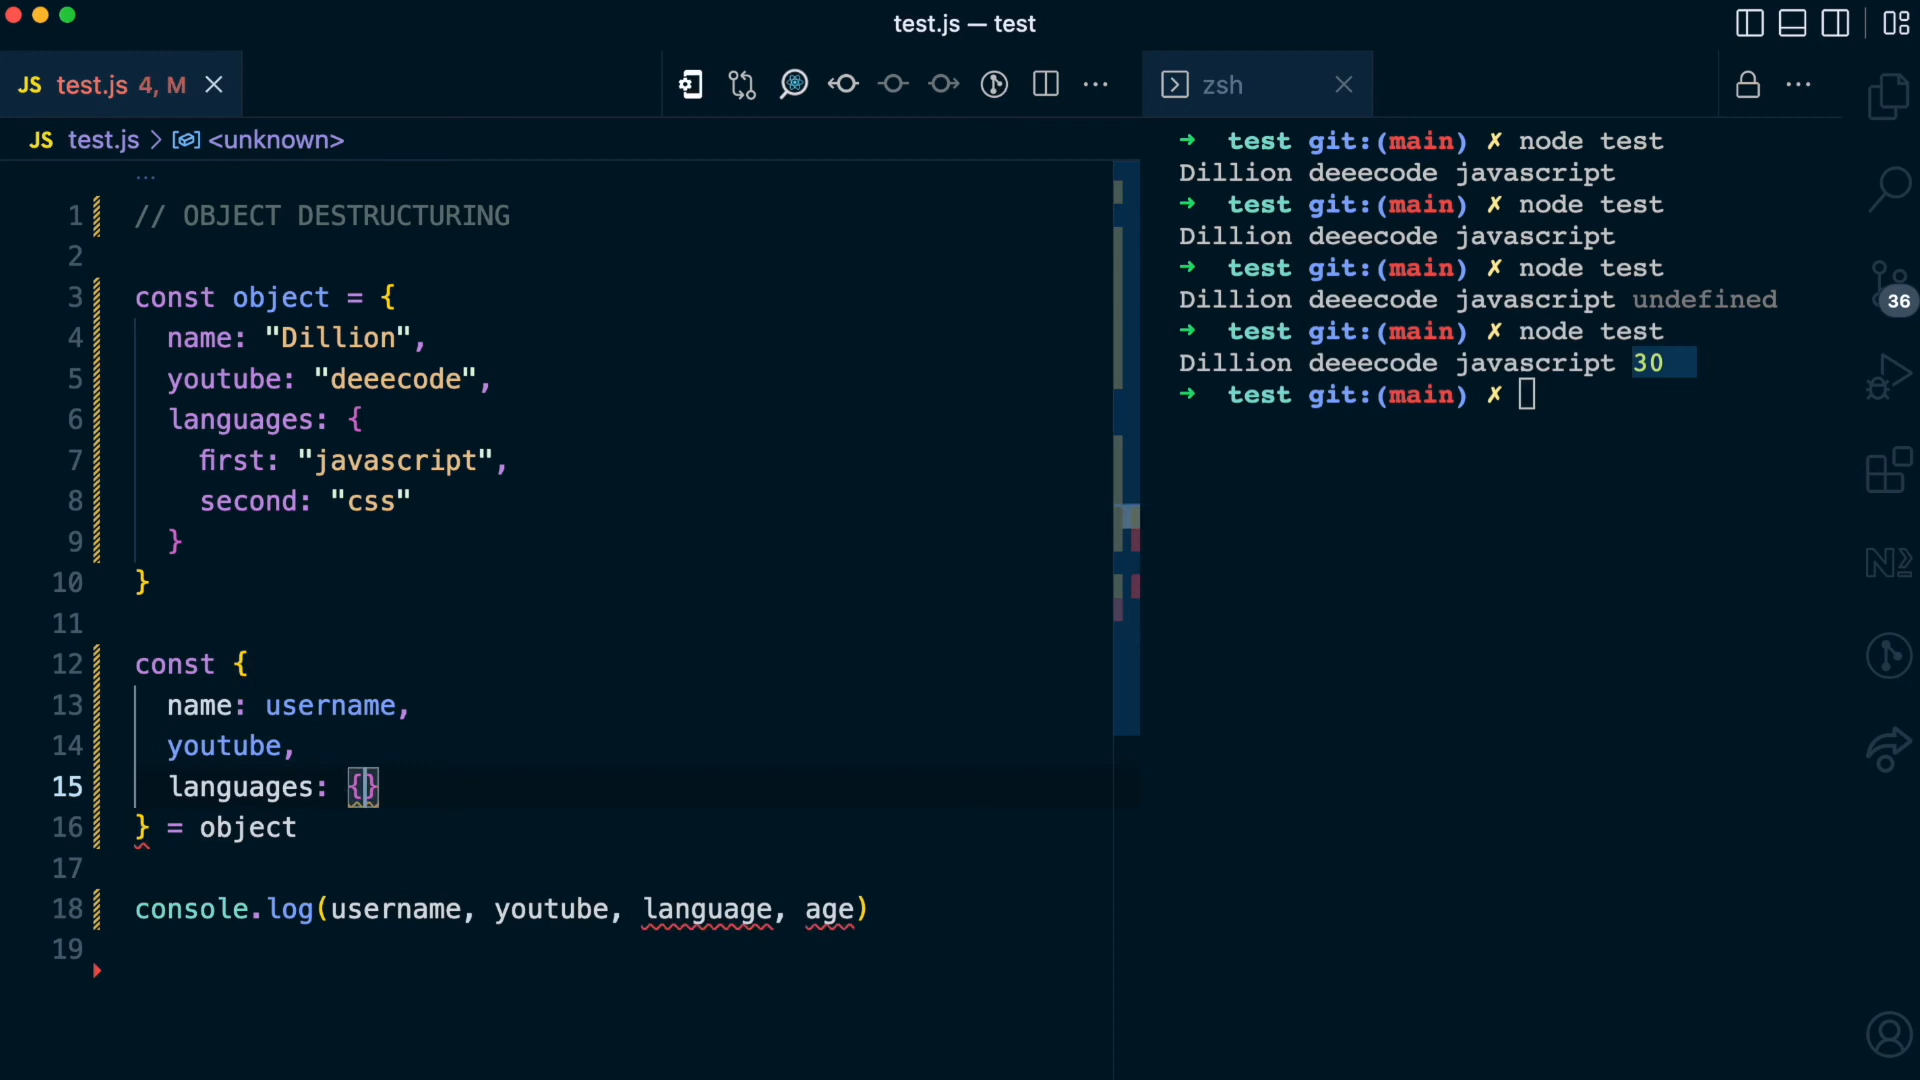 test.js — test
JS test.js 4, M
zsh
JS test.js > <unknown>
...
1 // OBJECT DESTRUCTURING
2
3 const object = {
4 name: "Dillion",
5 youtube: "deeecode",
6 languages: {
7 first: "javascript",
8 second: "css"
9 }
10 }
11
12 const {
13 name: username,
14 youtube,
15 languages: {}
16 } = object
17
18 console.log(username, youtube, language, age)
19
➜ test git:(main) ✗ node test
Dillion deeecode javascript
➜ test git:(main) ✗ node test
Dillion deeecode javascript
➜ test git:(main) ✗ node test
Dillion deeecode javascript undefined
➜ test git:(main) ✗ node test
Dillion deeecode javascript 30
➜ test git:(main) ✗
36